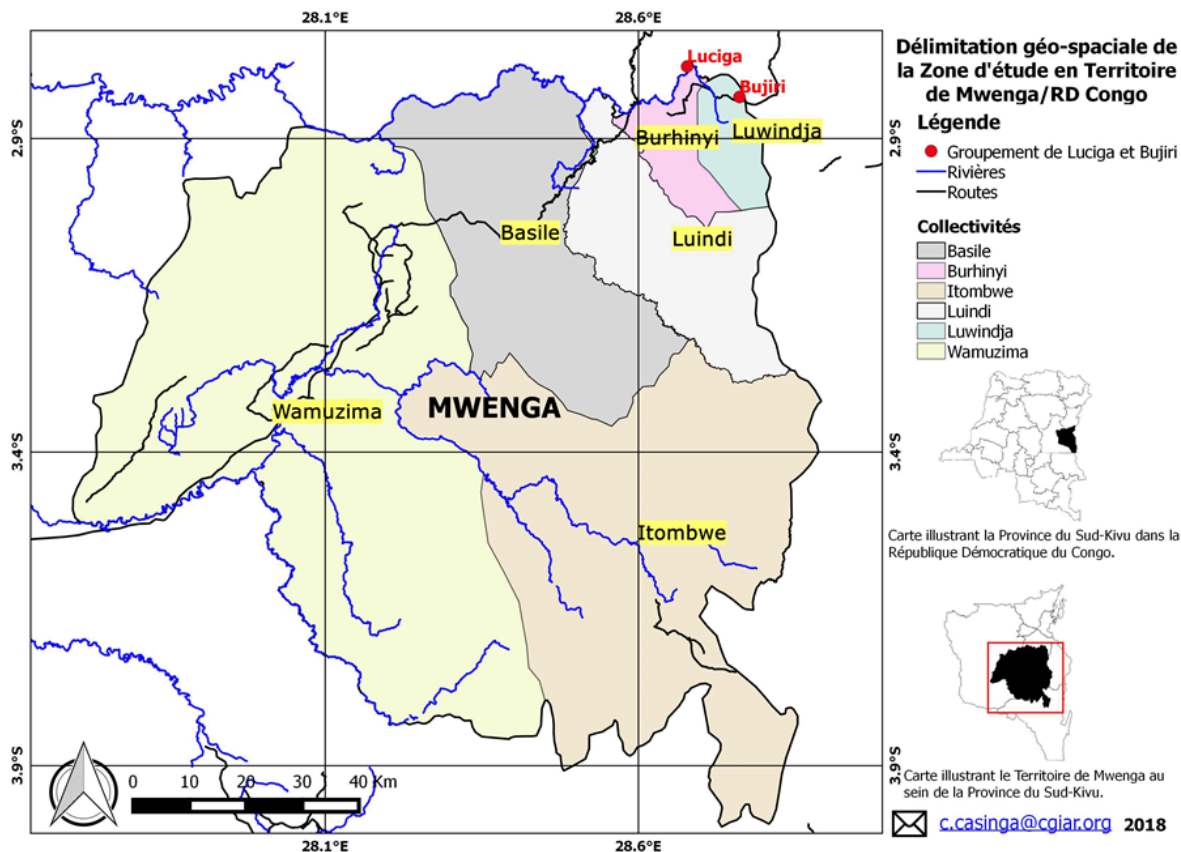 28.1°E
28.6°E
Luciga
Bujiri
Burhinyi
Luwindja
Basile
Luindi
Wamuzima
MWENGA
Itombwe
2.9°S
2.9°S
3.4°S
3.4°S
3.9°S
3.9°S
0 10 20 30 40 Km
28.1°E
28.6°E
Délimitation géo-spaciale de
la Zone d'étude en Territoire
de Mwenga/RD Congo
Légende
Groupement de Luciga et Bujiri
Rivières
Routes
Collectivités
Basile
Burhinyi
Itombwe
Luindi
Luwindja
Wamuzima
Carte illustrant la Province du Sud-Kivu dans la
République Démocratique du Congo.
Carte illustrant le Territoire de Mwenga au
sein de la Province du Sud-Kivu.
c.casinga@cgiar.org 2018